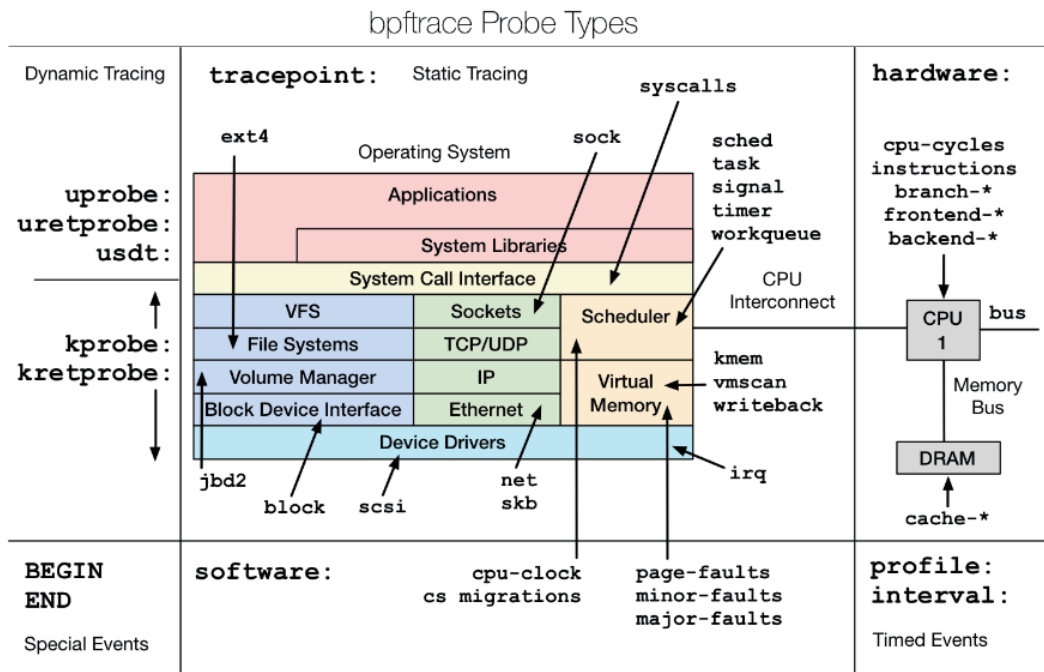 bpftrace Probe Types
Dynamic Tracing
tracepoint:
Static Tracing
hardware:
syscalls
ext4
sock
Operating System
sched
task
signal
timer
workqueue
cpu-cycles
instructions
branch-*
frontend-*
backend-*
uprobe:
uretprobe:
usdt:
Applications
System Libraries
System Call Interface
CPU
Interconnect
VFS
Sockets
Scheduler
CPU
1
bus
kprobe:
kretprobe:
File Systems
TCP/UDP
Volume Manager
IP
Virtual
Memory
kmem
vmscan
writeback
Memory
Bus
Block Device Interface
Ethernet
Device Drivers
DRAM
jbd2
block
scsi
net
skb
irq
cache-*
BEGIN
END
Special Events
software:
cpu-clock
cs migrations
page-faults
minor-faults
major-faults
profile:
interval:
Timed Events